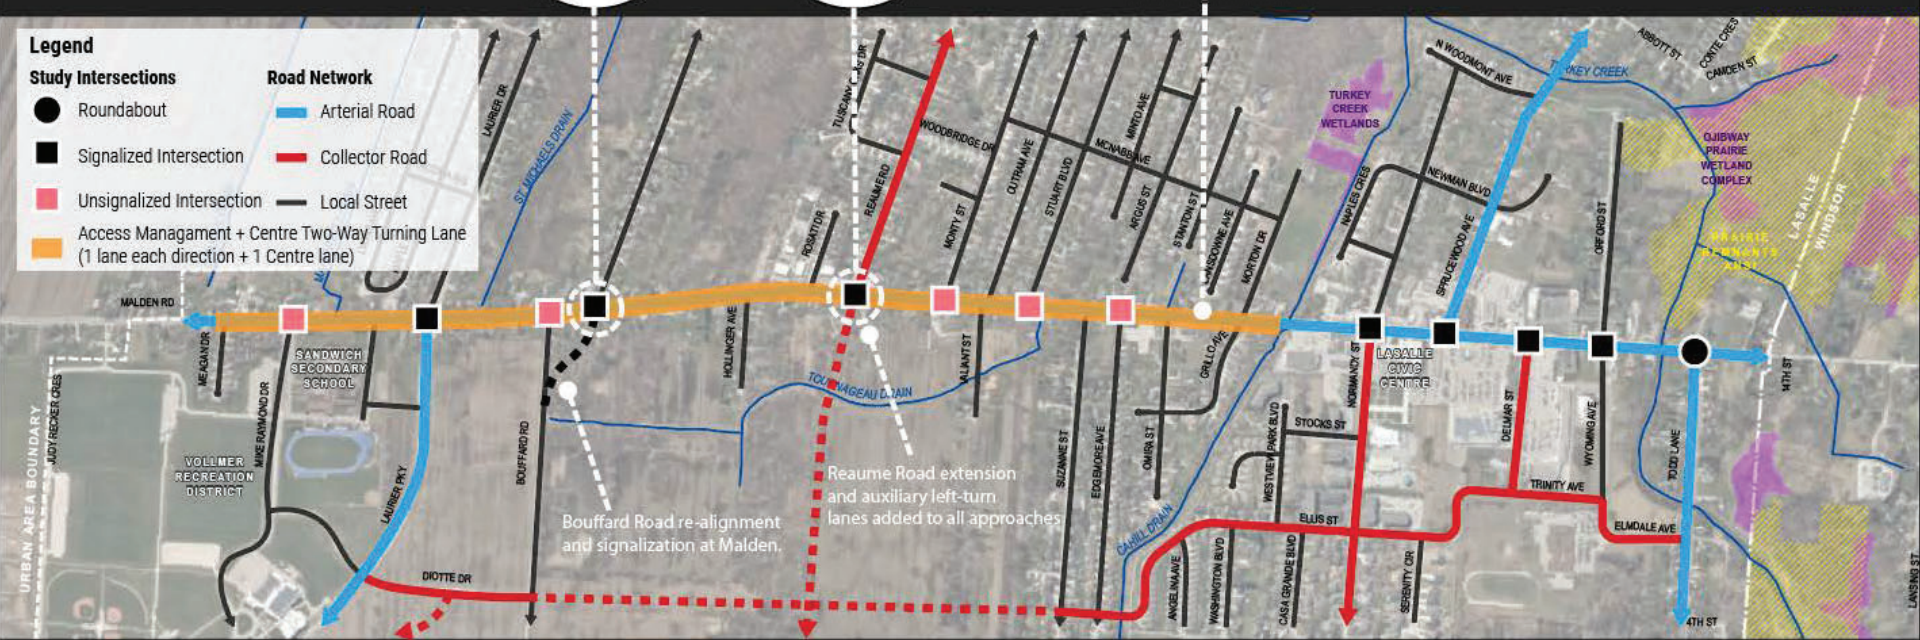 Legend
Study Intersections
Roundabout
Signalized Intersection
Unsignalized Intersection
Access Managament + Centre Two-Way Turning Lane
(1 lane each direction + 1 Centre lane)
Road Network
Arterial Road
Collector Road
Local Street
LAURIER DR
ST. MICHAELS DRAIN
MALDEN RD
MEAGAN DR
SANDWICH
SECONDARY
SCHOOL
JUDY RECKER CRES
URBAN AREA BOUNDARY
VOLLMER
RECREATION
DISTRICT
MIKE RAYMOND DR
LAURIER PKY
DIOTTE DR
BOUFFARD RD
Bouffard Road re-alignment
and signalization at Malden.
HOLLINGER AVE
ROSATI DR
REAUME RD
WOODBRIDGE DR
TOURNAGEAU DRAIN
Reaume Road extension
and auxiliary left-turn
lanes added to all approaches
MONTY ST
OUTRAM AVE
STUART BLVD
MCNABB AVE
MINTO AVE
ARGUS ST
STANTON ST
MORTON DR
SUZANNE ST
EDGEMORE AVE
OMIRA ST
GRILLO AVE
CAHILL DRAIN
ANGELINA AVE
WASHINGTON BLVD
CASA GRANDE BLVD
WESTVIEW PARK BLVD
STOCKS ST
ELLIS ST
SERENITY CIR
NORMANDY ST
LASALLE
CIVIC
CENTRE
TURKEY
CREEK
WETLANDS
NAPLES CRES
NEWMAN BLVD
N WOODMONT AVE
SPRUCEWOOD AVE
TURKEY CREEK
ABBOTT ST
CONTE CRES
CAMDEN ST
OJIBWAY
PRAIRIE
WETLAND
COMPLEX
PRAIRIE
REMNANTS
ANSI
LASALLE
WINDSOR
OFFORD ST
DELMAR ST
WYOMING AVE
TRINITY AVE
ELMDALE AVE
TODD LANE
14TH ST
4TH ST
LANSING ST